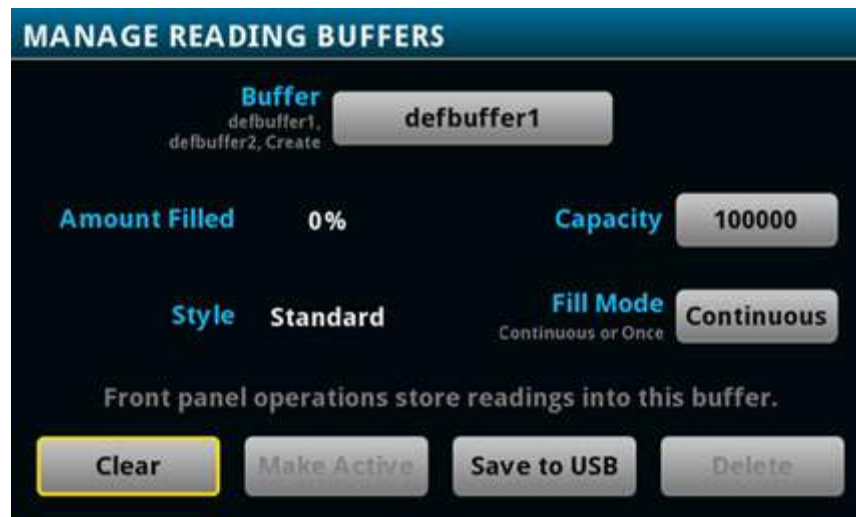 MANAGE READING BUFFERS
Buffer
defbuffer1,
defbuffer2, Create
defbuffer1
Amount Filled
0%
Capacity
100000
Style
Standard
Fill Mode
Continuous or Once
Continuous
Front panel operations store readings into this buffer.
Clear
Make Active
Save to USB
Delete